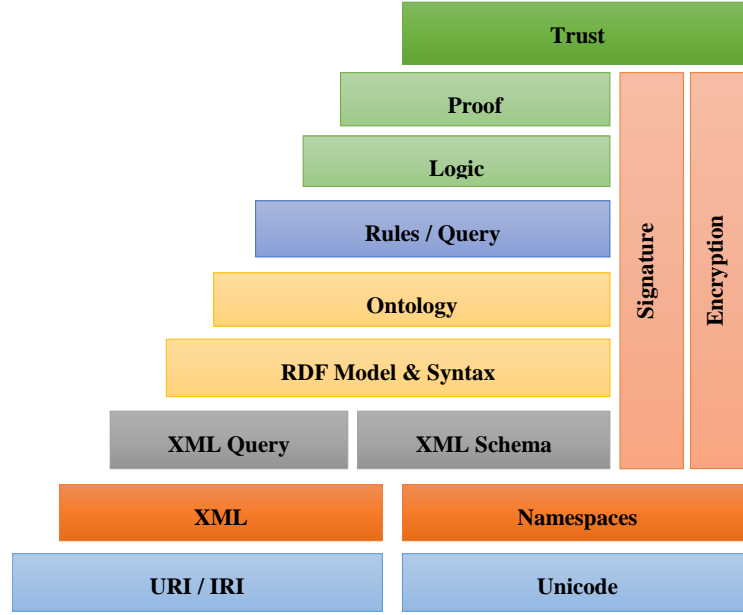 Trust
Proof
Logic
Rules / Query
Ontology
RDF Model & Syntax
Signature
Encryption
XML Query
XML Schema
XML
Namespaces
URI / IRI
Unicode